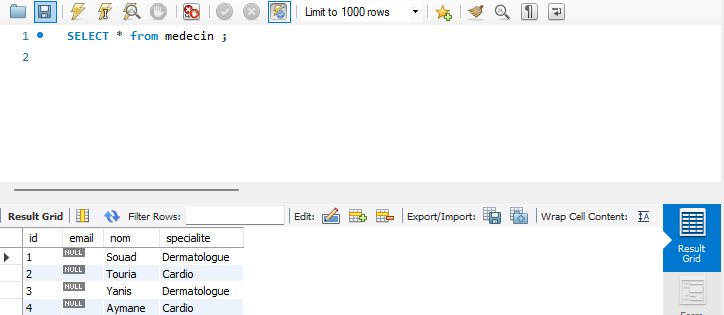 Limit to 1000 rows
1 SELECT * from medecin ;
2
Result Grid Filter Rows: Edit: Export/Import: Wrap Cell Content:
id email nom specialite
1 NULL Souad Dermatologue
2 NULL Touria Cardio
3 NULL Yanis Dermatologue
4 NULL Aymane Cardio
Result
Grid